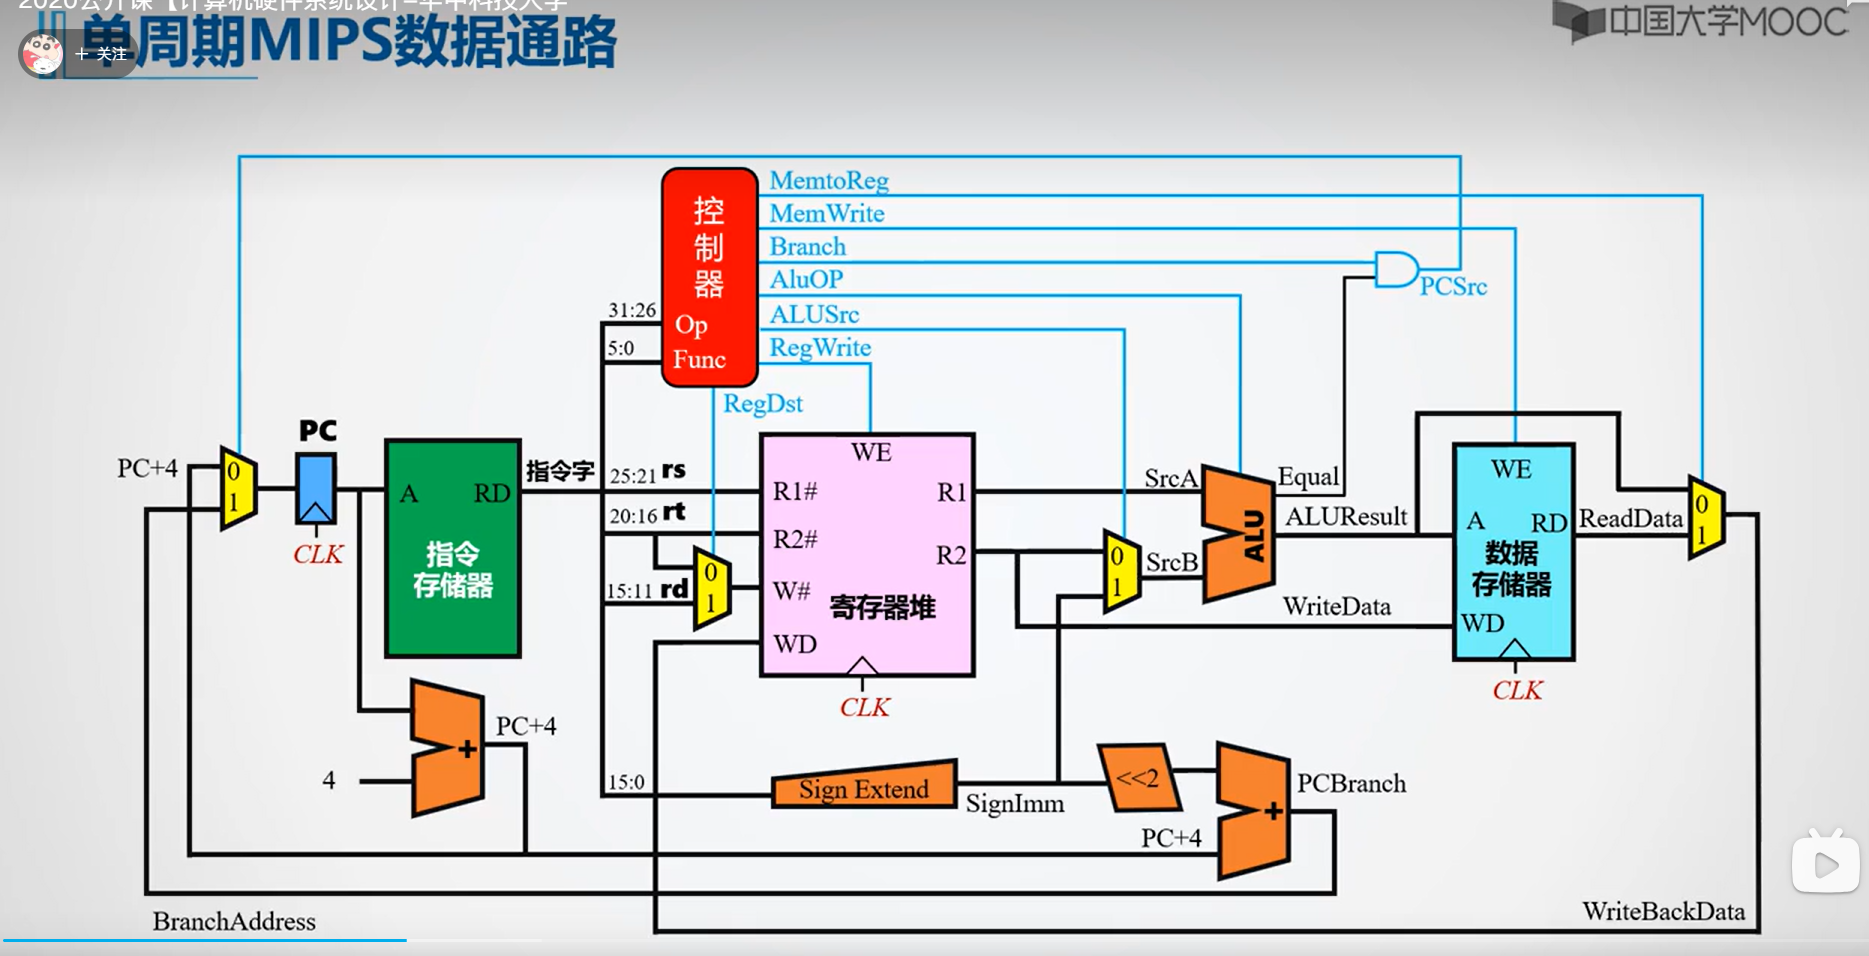 2020公开课【计算机硬件系统设计-华中科技大学
单周期MIPS数据通路
+ 关注
中国大学MOOC
控制器
Op
Func
MemtoReg
MemWrite
Branch
AluOP
ALUSrc
RegWrite
RegDst
PCSrc
31:26
5:0
PC+4
0
1
PC
CLK
A
RD
指令
存储器
指令字
25:21 rs
20:16 rt
15:11 rd
0
1
WE
R1#
R1
R2#
R2
W#
寄存器堆
WD
CLK
0
1
SrcA
SrcB
ALU
Equal
ALUResult
WriteData
WE
A
RD
数据
存储器
WD
CLK
ReadData
0
1
4
+
PC+4
15:0
Sign Extend
SignImm
<<2
PC+4
+
PCBranch
BranchAddress
WriteBackData